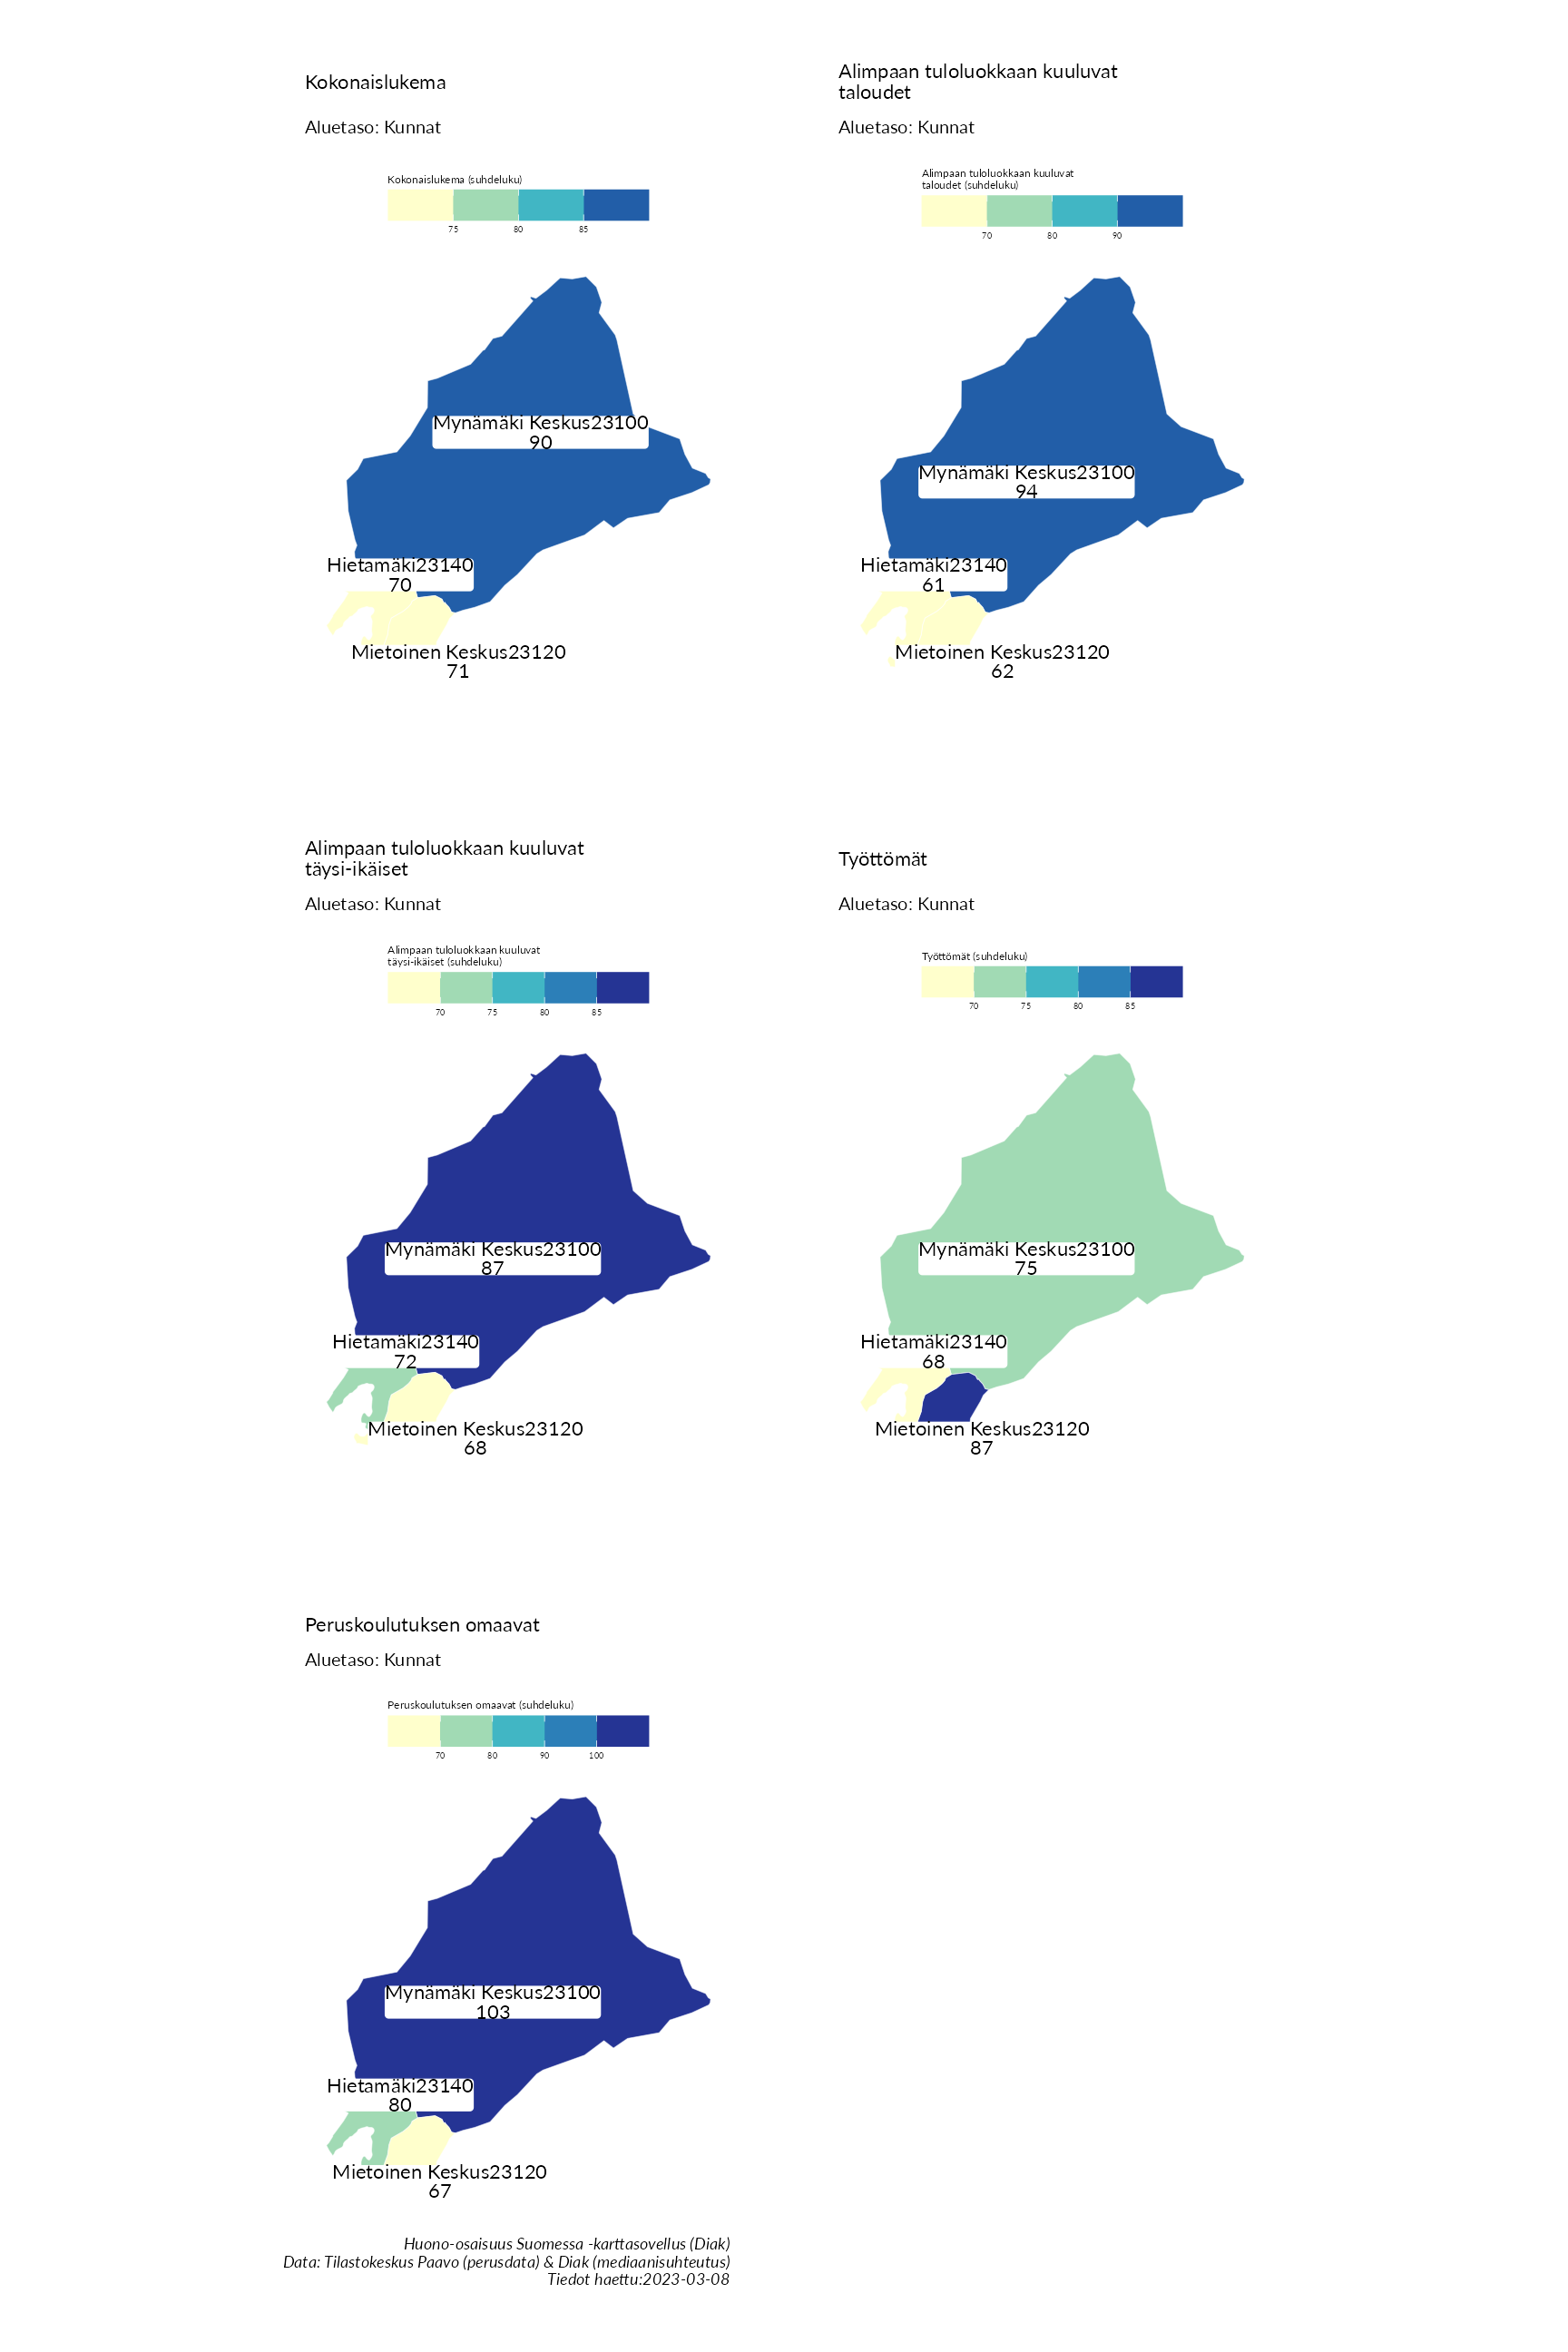 Kokonaislukema
Aluetaso: Kunnat
Kokonaislukema (suhdeluku)
75 80 85
Mynämäki Keskus23100
90
Hietamäki23140
70
Mietoinen Keskus23120
71
Alimpaan tuloluokkaan kuuluvat
taloudet
Aluetaso: Kunnat
Alimpaan tuloluokkaan kuuluvat
taloudet (suhdeluku)
70 80 90
Mynämäki Keskus23100
94
Hietamäki23140
61
Mietoinen Keskus23120
62
Alimpaan tuloluokkaan kuuluvat
täysi-ikäiset
Aluetaso: Kunnat
Alimpaan tuloluokkaan kuuluvat
täysi-ikäiset (suhdeluku)
70 75 80 85
Mynämäki Keskus23100
87
Hietamäki23140
72
Mietoinen Keskus23120
68
Työttömät
Aluetaso: Kunnat
Työttömät (suhdeluku)
70 75 80 85
Mynämäki Keskus23100
75
Hietamäki23140
68
Mietoinen Keskus23120
87
Peruskoulutuksen omaavat
Aluetaso: Kunnat
Peruskoulutuksen omaavat (suhdeluku)
70 80 90 100
Mynämäki Keskus23100
103
Hietamäki23140
80
Mietoinen Keskus23120
67
Huono-osaisuus Suomessa -karttasovellus (Diak)
Data: Tilastokeskus Paavo (perusdata) & Diak (mediaanisuhteutus)
Tiedot haettu:2023-03-08